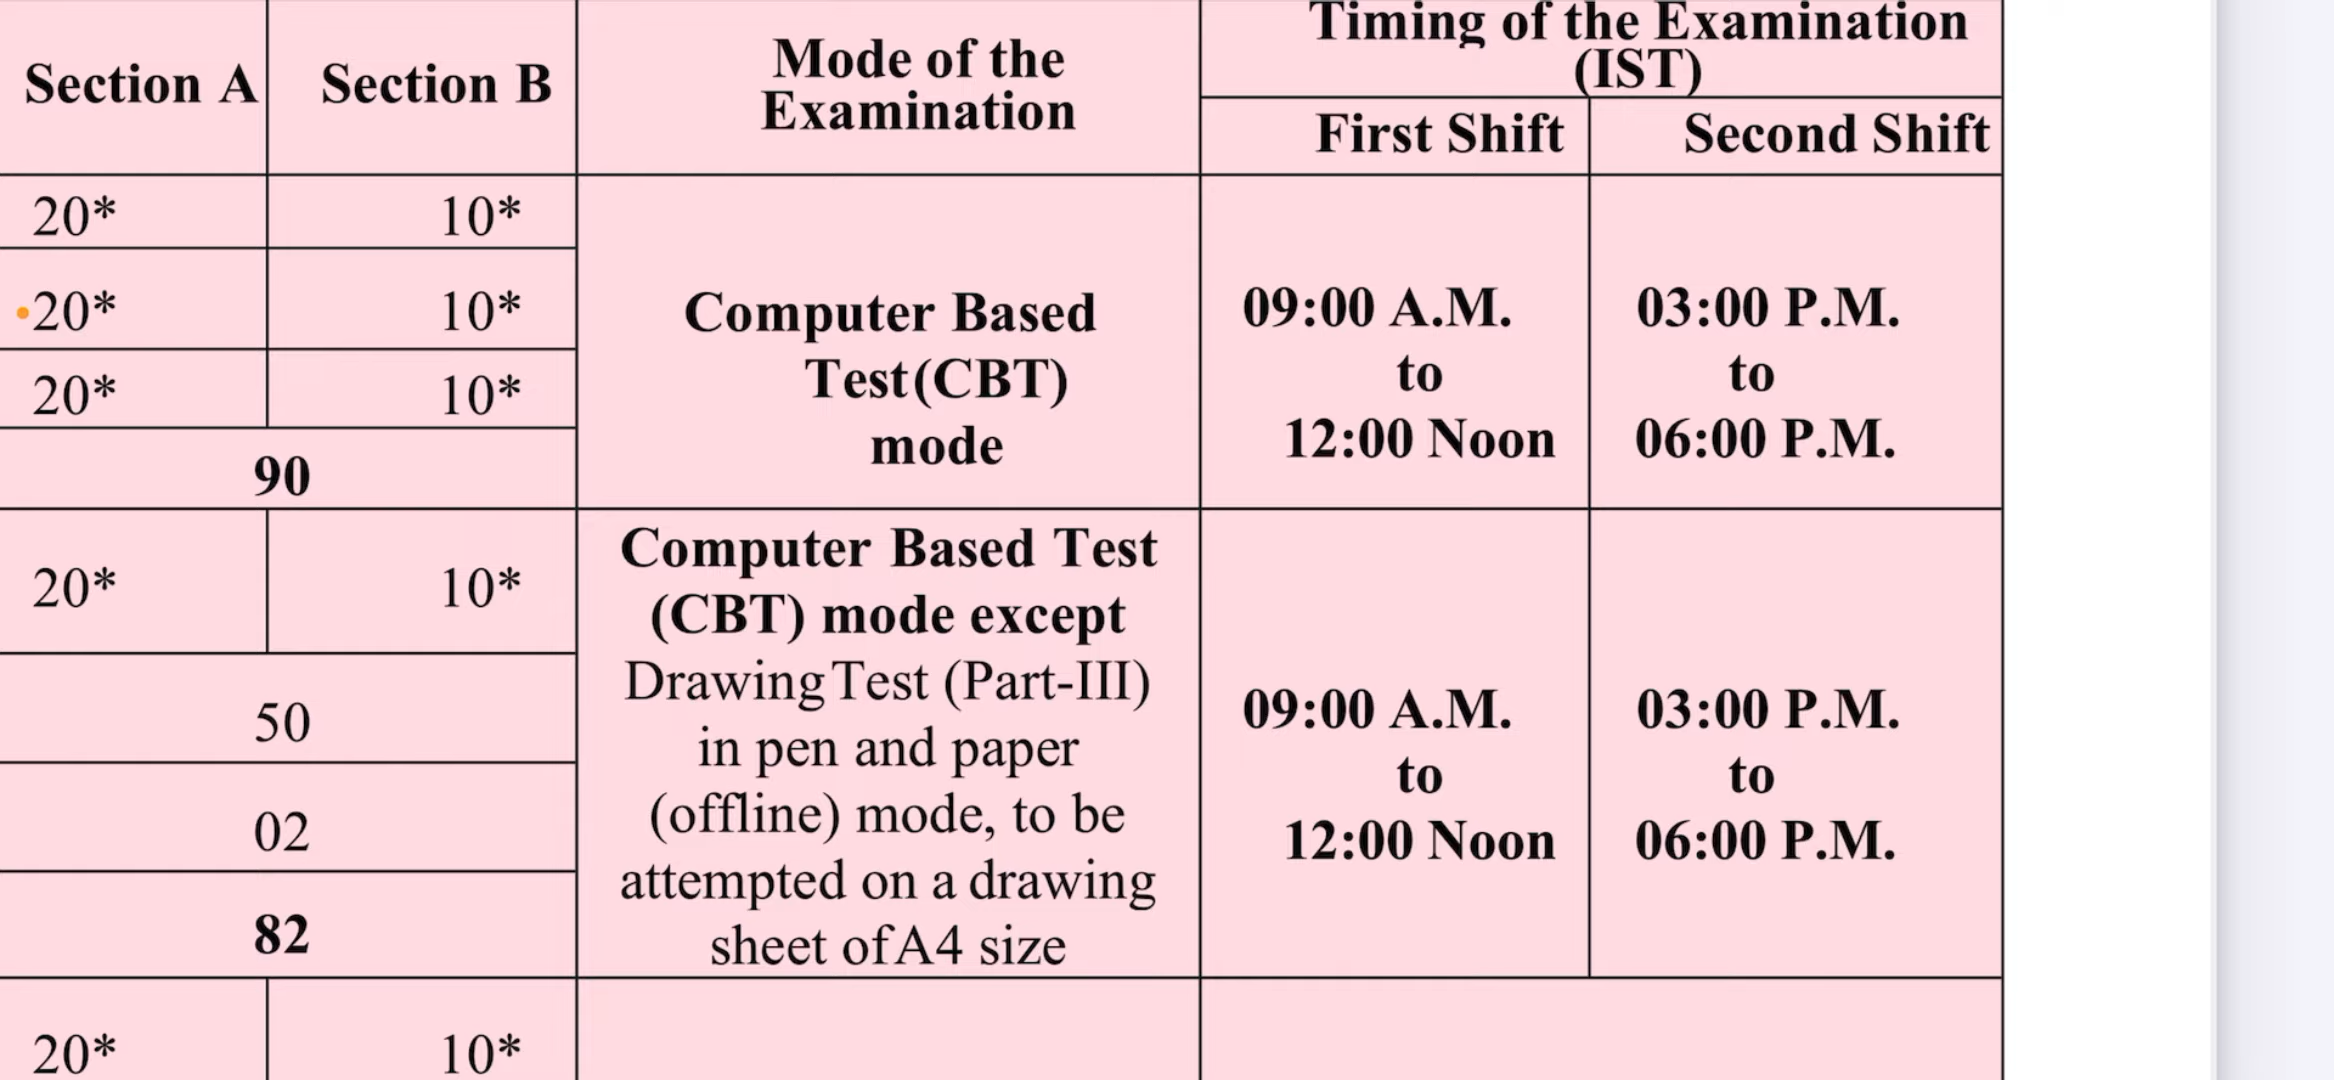 Section A
Section B
Mode of the
Examination
Timing of the Examination
(IST)
First Shift
Second Shift
20*
10*
20*
10*
20*
10*
90
Computer Based
Test(CBT)
mode
09:00 A.M.
to
12:00 Noon
03:00 P.M.
to
06:00 P.M.
20*
10*
50
02
82
Computer Based Test
(CBT) mode except
Drawing Test (Part-III)
in pen and paper
(offline) mode, to be
attempted on a drawing
sheet of A4 size
09:00 A.M.
to
12:00 Noon
03:00 P.M.
to
06:00 P.M.
20*
10*